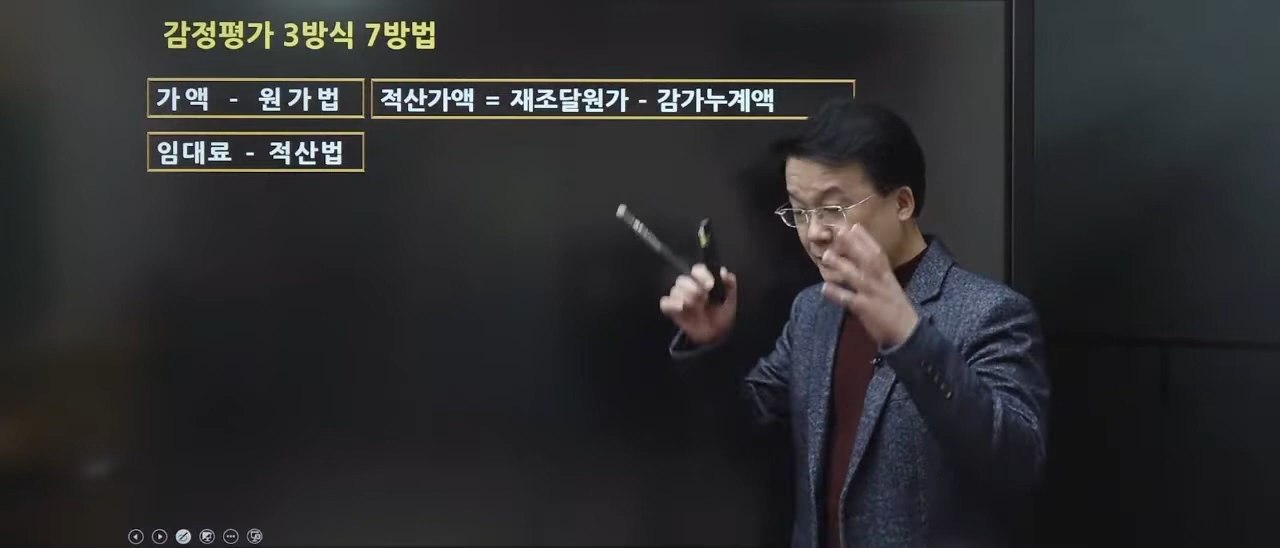 감정평가 3방식 7방법
가액 - 원가법 적산가액 = 재조달원가 - 감가누계액
임대료 - 적산법